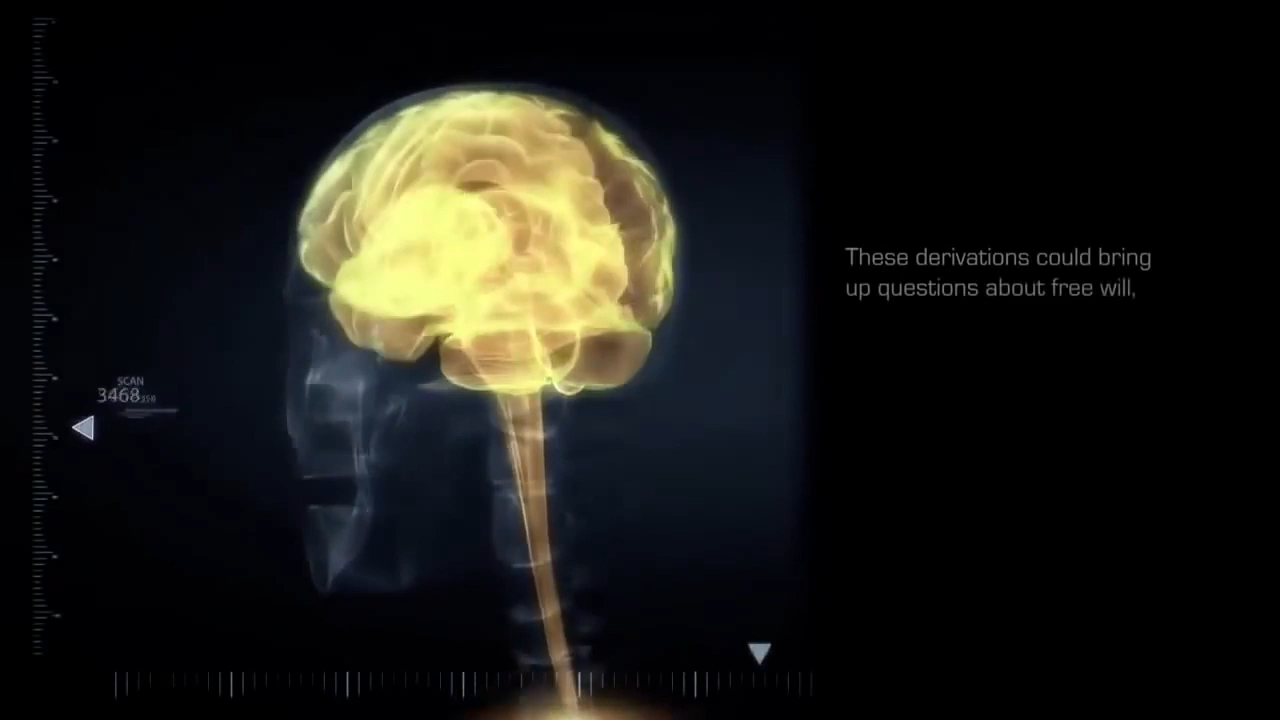 SCAN
3468
These derivations could bring
up questions about free will,